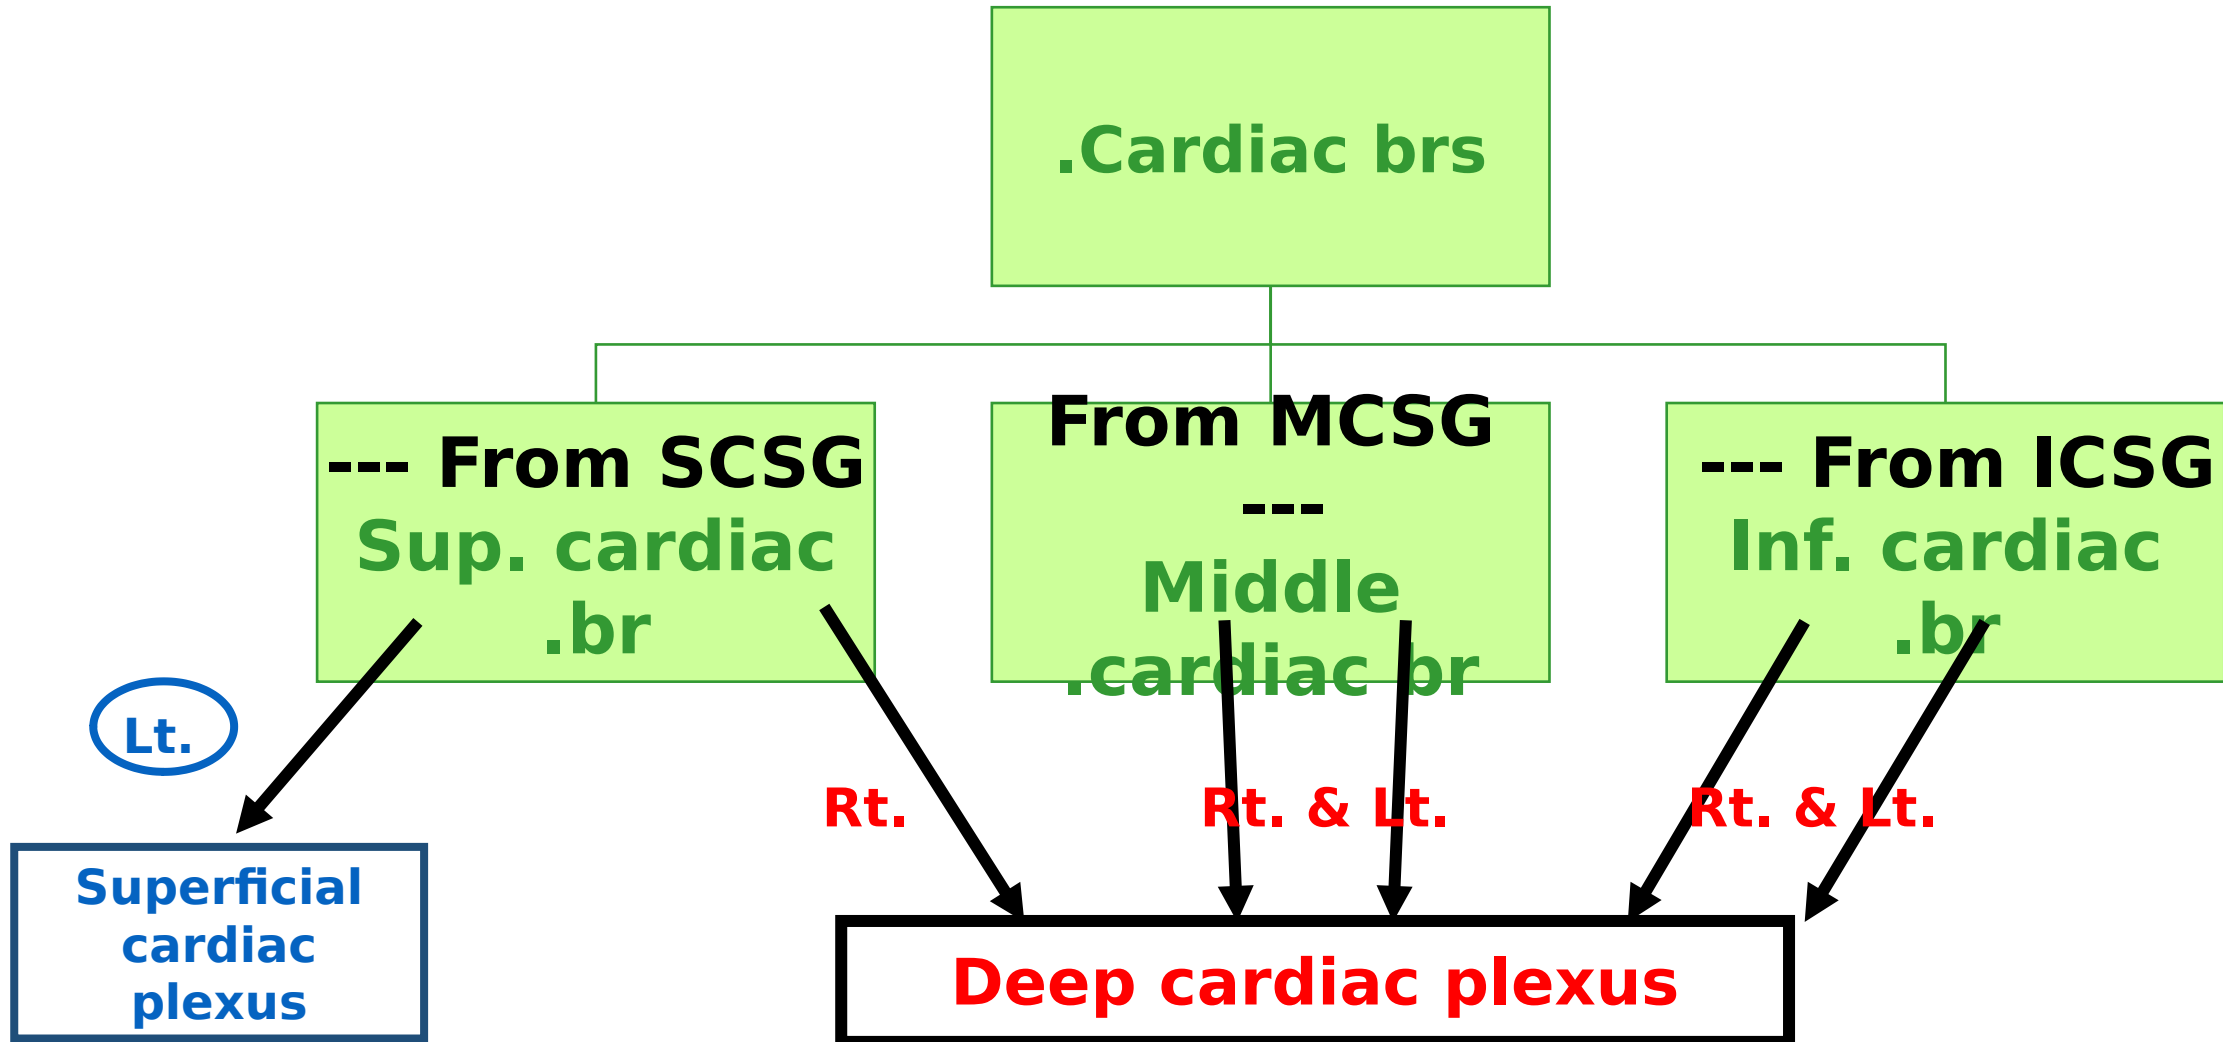 .Cardiac brs
--- From SCSG
Sup. cardiac
.br
From MCSG
---
Middle
.cardiac br
--- From ICSG
Inf. cardiac
.br
Lt.
Rt.
Rt. & Lt.
Rt. & Lt.
Superficial
cardiac
plexus
Deep cardiac plexus